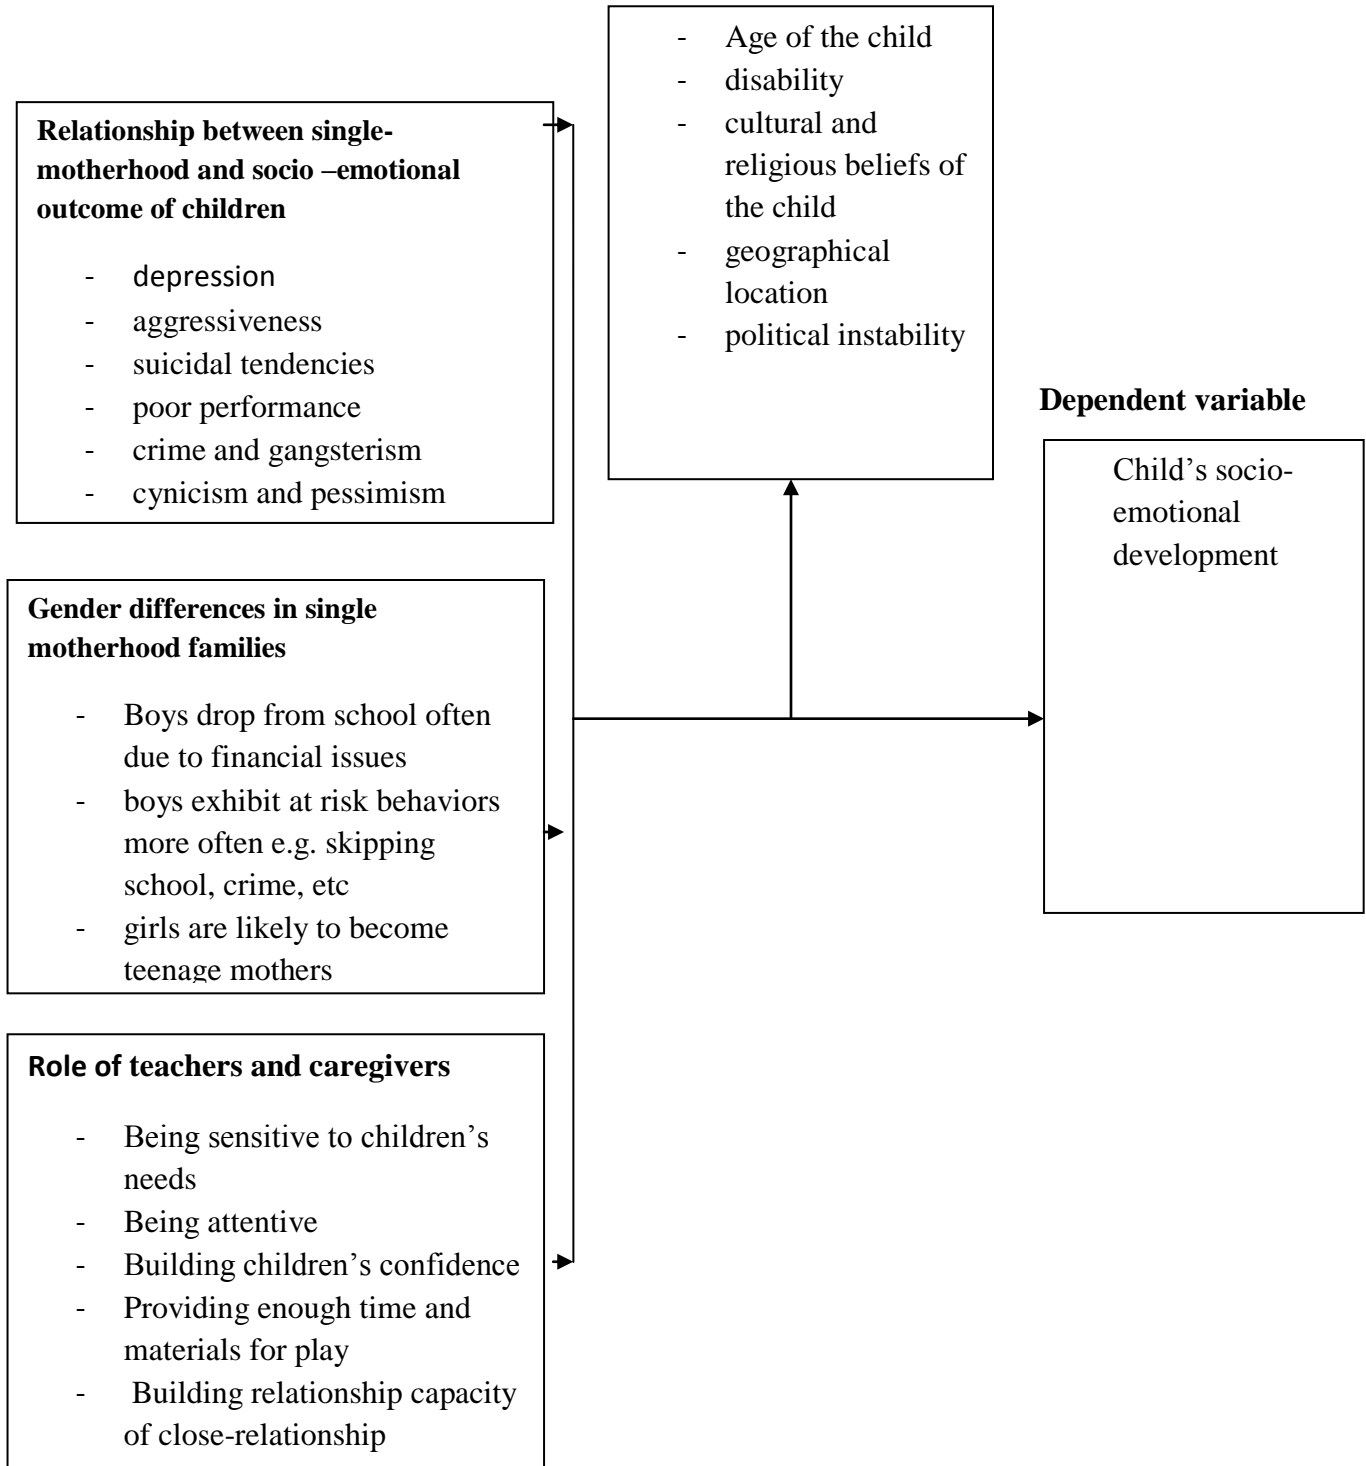 - Age of the child
- disability
- cultural and
religious beliefs of
the child
- geographical
location
- political instability
Relationship between single-
motherhood and socio –emotional
outcome of children
- depression
- aggressiveness
- suicidal tendencies
- poor performance
- crime and gangsterism
- cynicism and pessimism
Dependent variable
Child’s socio-
emotional
development
Gender differences in single
motherhood families
- Boys drop from school often
due to financial issues
- boys exhibit at risk behaviors
more often e.g. skipping
school, crime, etc
- girls are likely to become
teenage mothers
Role of teachers and caregivers
- Being sensitive to children’s
needs
- Being attentive
- Building children’s confidence
- Providing enough time and
materials for play
- Building relationship capacity
of close-relationship